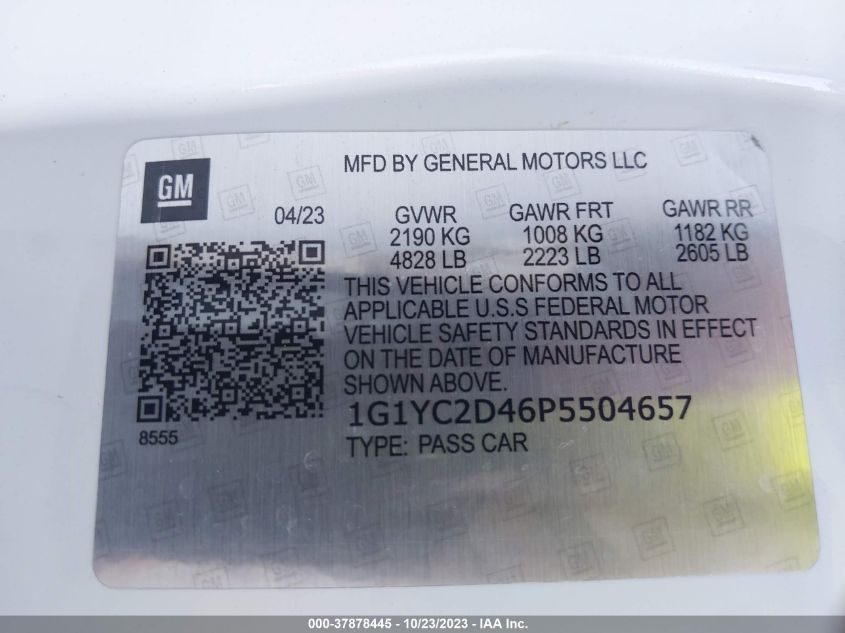 GM
MFD BY GENERAL MOTORS LLC
04/23
GVWR GAWR FRT GAWR RR
2190 KG 1008 KG 1182 KG
4828 LB 2223 LB 2605 LB
THIS VEHICLE CONFORMS TO ALL
APPLICABLE U.S.S FEDERAL MOTOR
VEHICLE SAFETY STANDARDS IN EFFECT
ON THE DATE OF MANUFACTURE
SHOWN ABOVE.
1G1YC2D46P5504657
8555
TYPE: PASS CAR
000-37878445 - 10/23/2023 - IAA Inc.